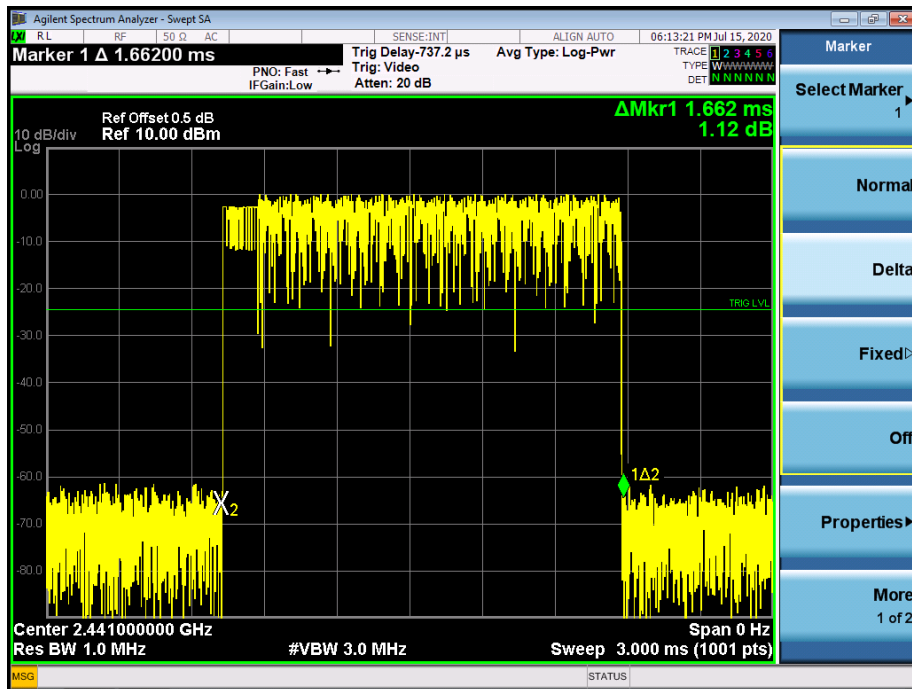 Agilent Spectrum Analyzer - Swept SA
LXI RL RF 50 Ω AC SENSE:INT ALIGN AUTO 06:13:21 PM Jul 15, 2020
Marker 1 Δ 1.66200 ms
PNO: Fast
IFGain:Low
Trig Delay-737.2 µs
Trig: Video
Atten: 20 dB
Avg Type: Log-Pwr
TRACE 1 2 3 4 5 6
TYPE WWWWWW
DET N N N N N N
ΔMkr1 1.662 ms
1.12 dB
Ref Offset 0.5 dB
Ref 10.00 dBm
10 dB/div
Log
0.00
-10.0
-20.0
TRIG LVL
-30.0
-40.0
-50.0
-60.0
1Δ2
2
-70.0
-80.0
Center 2.441000000 GHz
Span 0 Hz
Res BW 1.0 MHz
#VBW 3.0 MHz
Sweep 3.000 ms (1001 pts)
MSG
STATUS
Marker
Select Marker
1
Normal
Delta
Fixed
Off
Properties
More
1 of 2